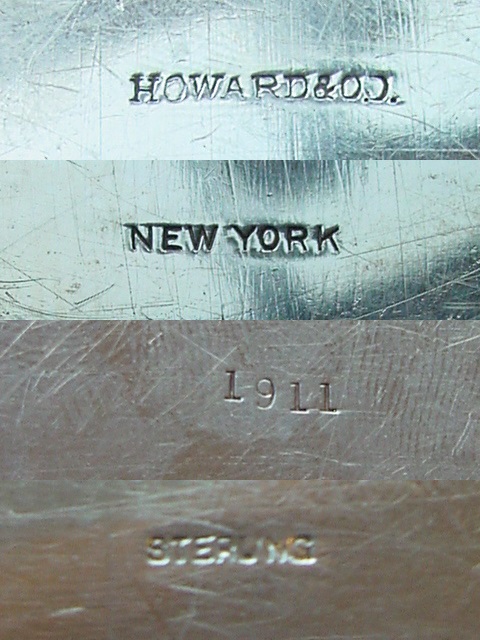 HOWARD & CO.
NEW YORK
1911
STERLING